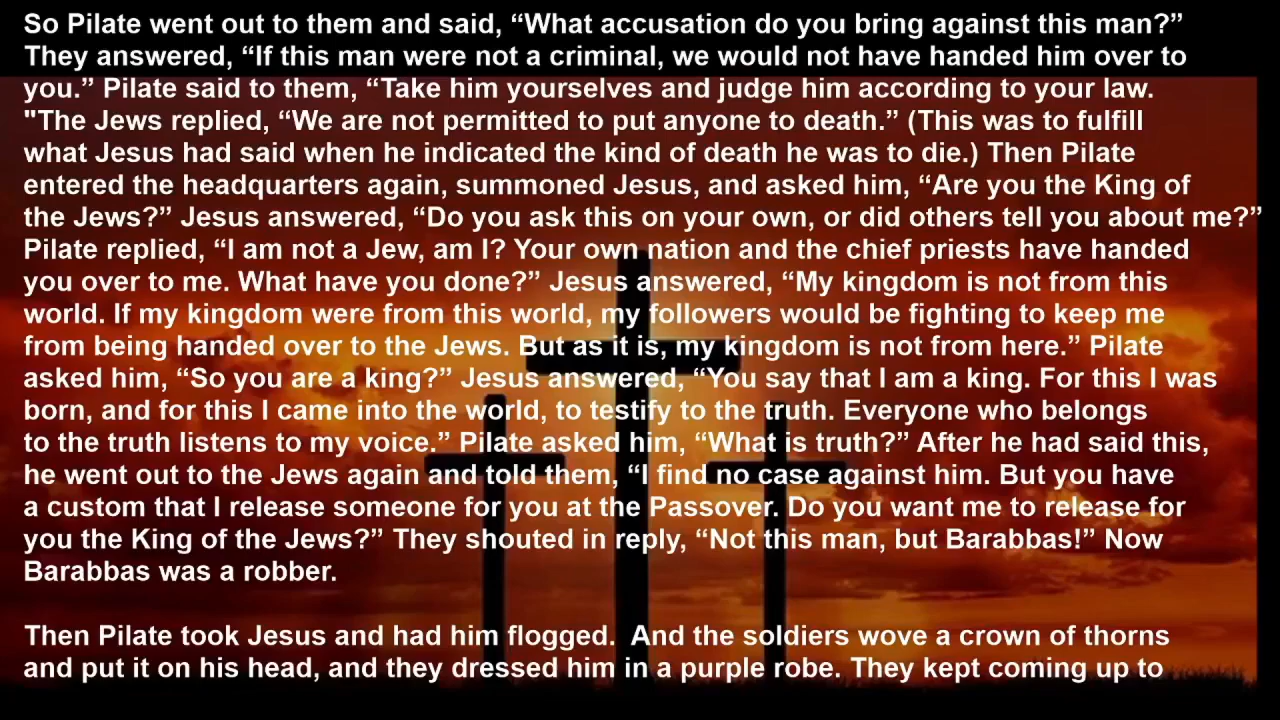 So Pilate went out to them and said, “What accusation do you bring against this man?”
They answered, “If this man were not a criminal, we would not have handed him over to
you.” Pilate said to them, “Take him yourselves and judge him according to your law.
"The Jews replied, “We are not permitted to put anyone to death.” (This was to fulfill
what Jesus had said when he indicated the kind of death he was to die.) Then Pilate
entered the headquarters again, summoned Jesus, and asked him, “Are you the King of
the Jews?” Jesus answered, “Do you ask this on your own, or did others tell you about me?”
Pilate replied, “I am not a Jew, am I? Your own nation and the chief priests have handed
you over to me. What have you done?” Jesus answered, “My kingdom is not from this
world. If my kingdom were from this world, my followers would be fighting to keep me
from being handed over to the Jews. But as it is, my kingdom is not from here.” Pilate
asked him, “So you are a king?” Jesus answered, “You say that I am a king. For this I was
born, and for this I came into the world, to testify to the truth. Everyone who belongs
to the truth listens to my voice.” Pilate asked him, “What is truth?” After he had said this,
he went out to the Jews again and told them, “I find no case against him. But you have
a custom that I release someone for you at the Passover. Do you want me to release for
you the King of the Jews?” They shouted in reply, “Not this man, but Barabbas!” Now
Barabbas was a robber.
Then Pilate took Jesus and had him flogged.  And the soldiers wove a crown of thorns
and put it on his head, and they dressed him in a purple robe. They kept coming up to